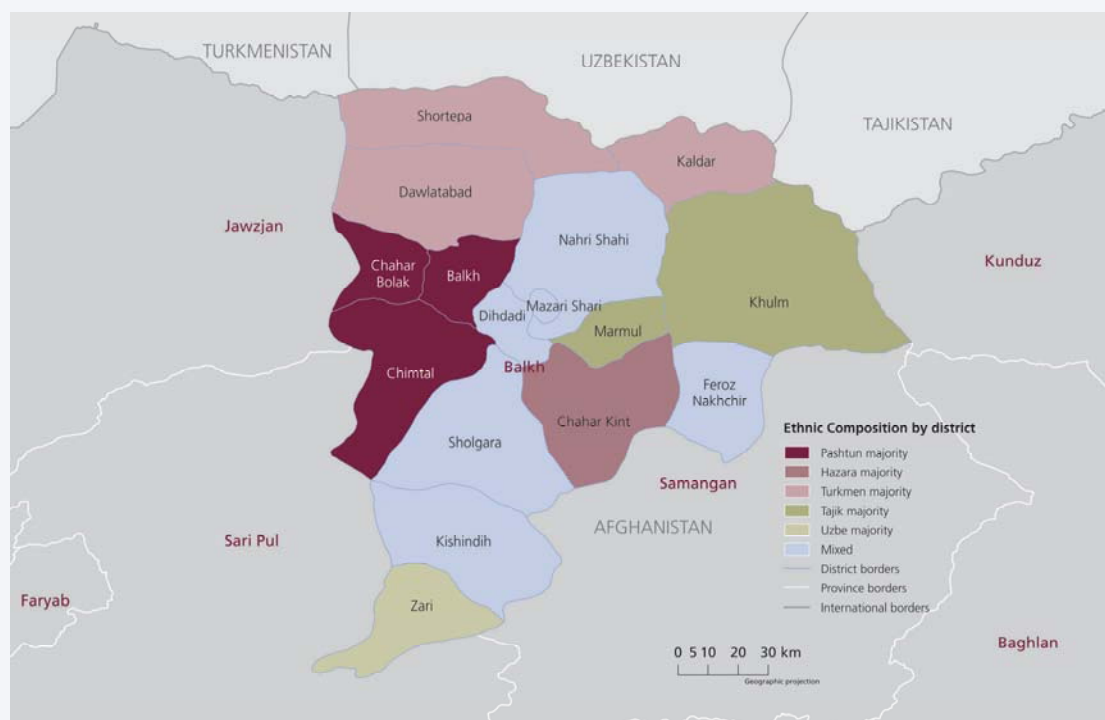 TURKMENISTAN
UZBEKISTAN
TAJIKISTAN
Shortepa
Kaldar
Dawlatabad
Jawzjan
Nahri Shahi
Kunduz
Chahar
Bolak
Balkh
Khulm
Dihdadi
Mazari Shari
Marmul
Balkh
Chimtal
Feroz
Nakhchir
Chahar Kint
Sholgara
Ethnic Composition by district
Pashtun majority
Hazara majority
Turkmen majority
Tajik majority
Uzbe majority
Mixed
District borders
Province borders
International borders
Samangan
AFGHANISTAN
Sari Pul
Kishindih
Faryab
Zari
Baghlan
0 5 10 20 30 km
Geographic projection